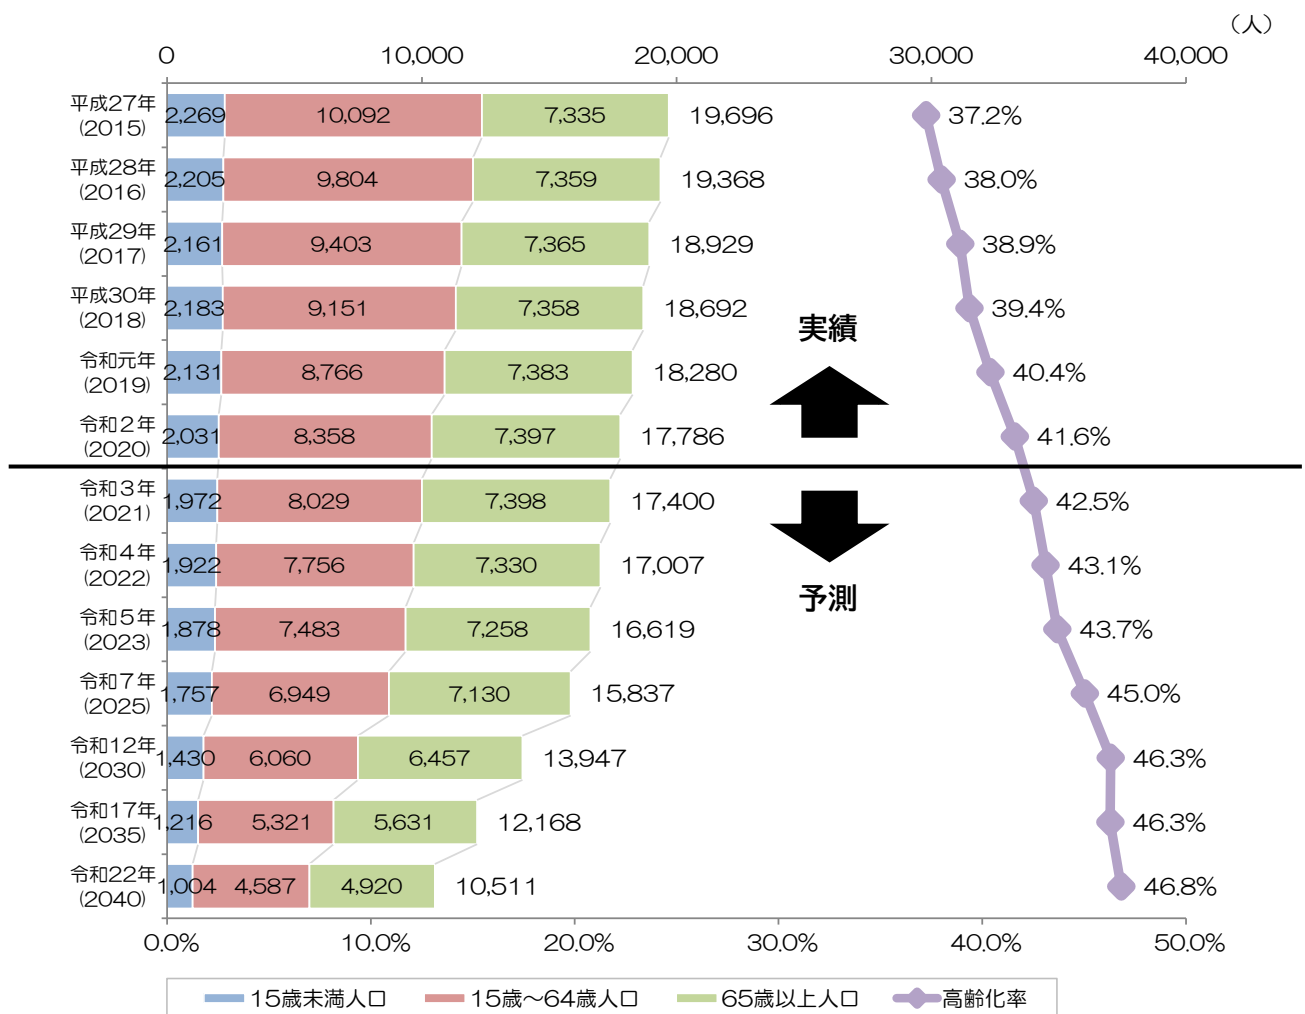 （人）
0 10,000 20,000 30,000 40,000
平成27年
(2015) 2,269 10,092 7,335 19,696 37.2%
平成28年
(2016) 2,205 9,804 7,359 19,368 38.0%
平成29年
(2017) 2,161 9,403 7,365 18,929 38.9%
平成30年
(2018) 2,183 9,151 7,358 18,692 39.4%
実績
令和元年
(2019) 2,131 8,766 7,383 18,280 40.4%
令和２年
(2020) 2,031 8,358 7,397 17,786 41.6%
令和３年
(2021) 1,972 8,029 7,398 17,400 42.5%
令和４年
(2022) 1,922 7,756 7,330 17,007 43.1%
予測
令和５年
(2023) 1,878 7,483 7,258 16,619 43.7%
令和７年
(2025) 1,757 6,949 7,130 15,837 45.0%
令和12年
(2030) 1,430 6,060 6,457 13,947 46.3%
令和17年
(2035) 1,216 5,321 5,631 12,168 46.3%
令和22年
(2040) 1,004 4,587 4,920 10,511 46.8%
0.0% 10.0% 20.0% 30.0% 40.0% 50.0%
15歳未満人口 15歳～64歳人口 65歳以上人口 高齢化率